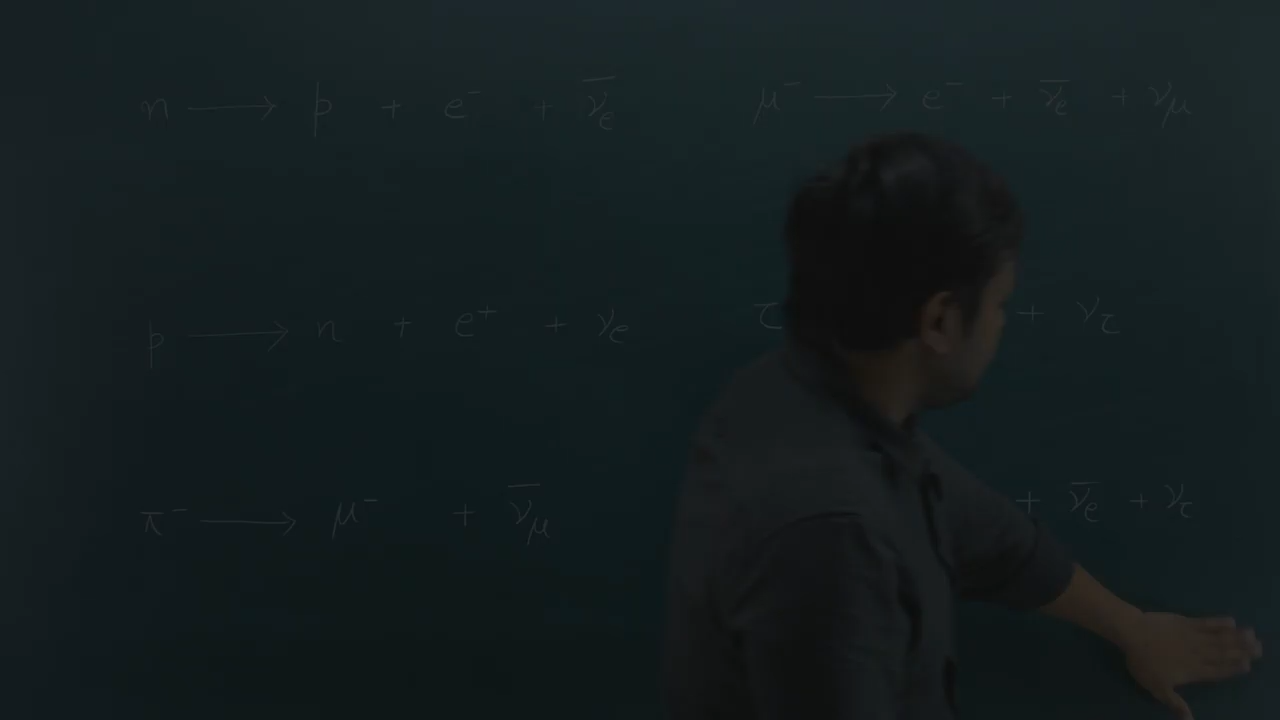 n ⟶ p + e⁻ + ν̅ₑ
p ⟶ n + e⁺ + νₑ
π⁻ ⟶ μ⁻ + ν̅_μ
μ⁻ ⟶ e⁻ + ν̅ₑ + ν_μ
τ + ν_τ
+ ν̅ₑ + ν_τ